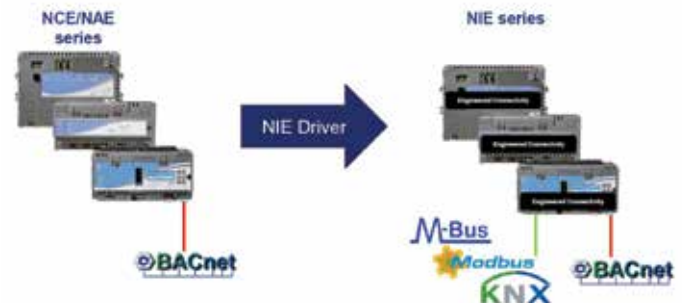 NCE/NAE
series
NIE series
NIE Driver
Engineered Connectivity
Engineered Connectivity
Engineered Connectivity
M-Bus
Modbus
KNX
BACnet
BACnet